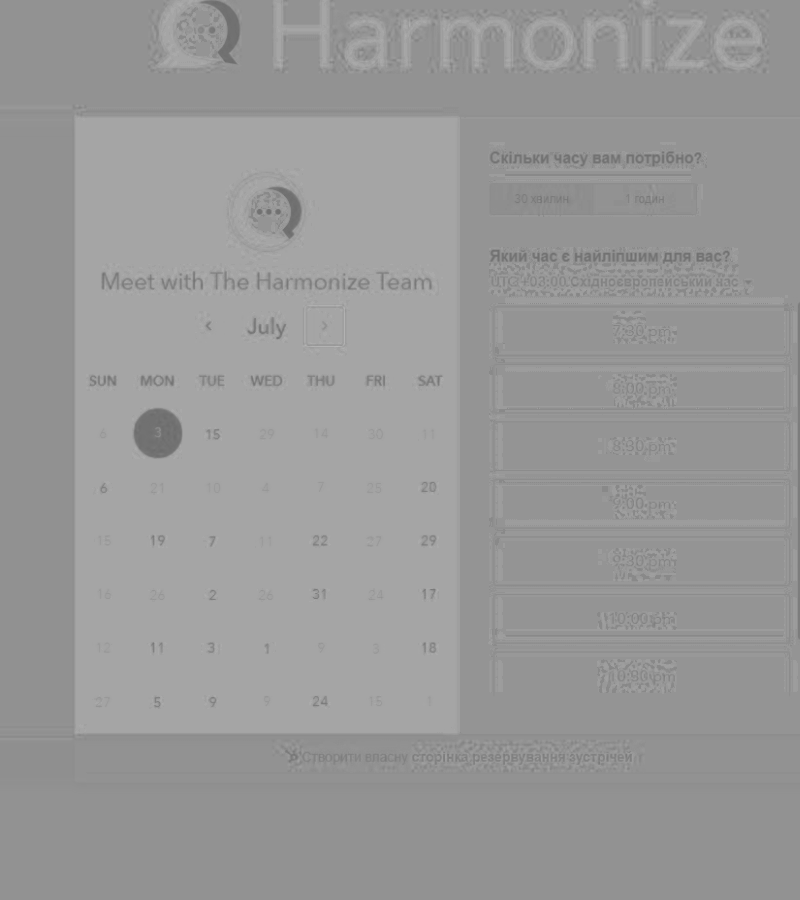 Harmonize
Meet with The Harmonize Team
July
SUN MON TUE WED THU FRI SAT
6 3 15 29 14 30 11
6 21 10 4 7 25 20
15 19 7 11 22 27 29
16 26 2 26 31 24 17
12 11 3 1 9 3 18
27 5 9 9 24 15 1
Скільки часу вам потрібно?
30 хвилин 1 годин
Який час є найліпшим для вас?
UTC +03:00 Східноєвропейський час
7:30 pm
8:00 pm
8:30 pm
9:00 pm
9:30 pm
10:00 pm
10:30 pm
Створити власну сторінка резервування зустрічей